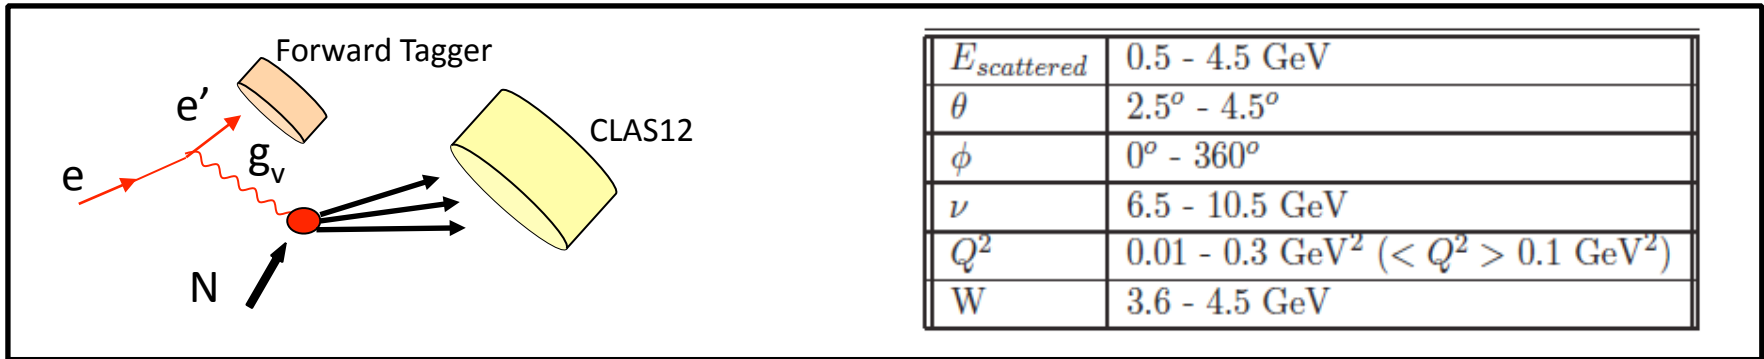 Forward Tagger
e’
CLAS12
g_v
e
N
E_scattered 0.5 - 4.5 GeV
θ 2.5° - 4.5°
ϕ 0° - 360°
ν 6.5 - 10.5 GeV
Q² 0.01 - 0.3 GeV² (< Q² > 0.1 GeV²)
W 3.6 - 4.5 GeV